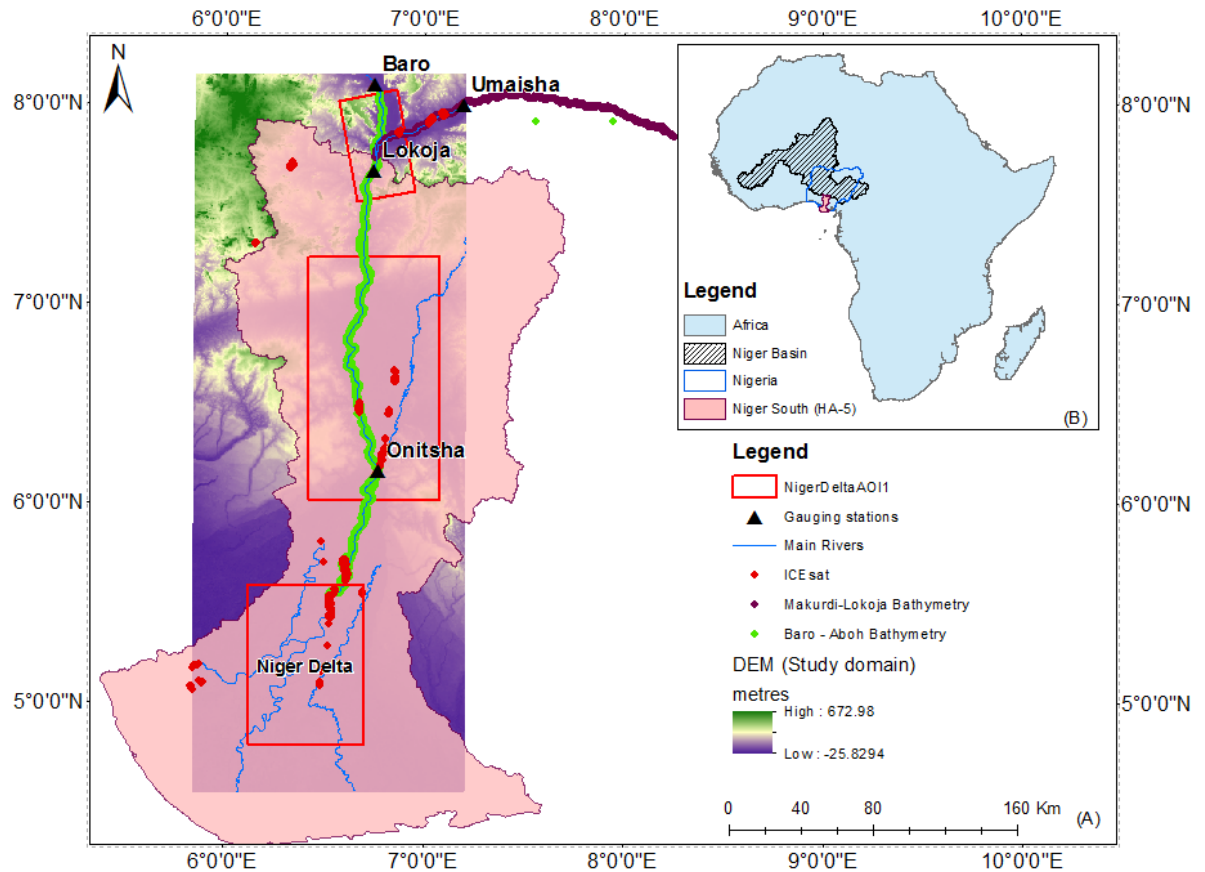 6°0'0"E 7°0'0"E 8°0'0"E 9°0'0"E 10°0'0"E
N
Baro
Umaisha
8°0'0"N 8°0'0"N
Lokoja
7°0'0"N 7°0'0"N
Onitsha
6°0'0"N 6°0'0"N
Niger Delta
5°0'0"N 5°0'0"N
Legend
Africa
Niger Basin
Nigeria
Niger South (HA-5)
(B)
Legend
NigerDeltaAOI1
Gauging stations
Main Rivers
ICEsat
Makurdi-Lokoja Bathymetry
Baro - Aboh Bathymetry
DEM (Study domain)
metres
High : 672.98
Low : -25.8294
0 40 80 160 Km
(A)
6°0'0"E 7°0'0"E 8°0'0"E 9°0'0"E 10°0'0"E